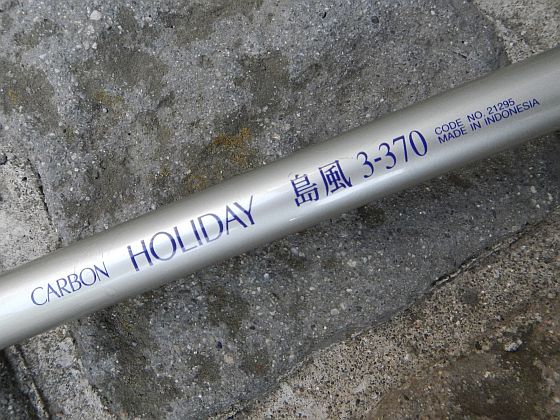 CARBON HOLIDAY 島風 3-370
CODE NO. 21295
MADE IN INDONESIA